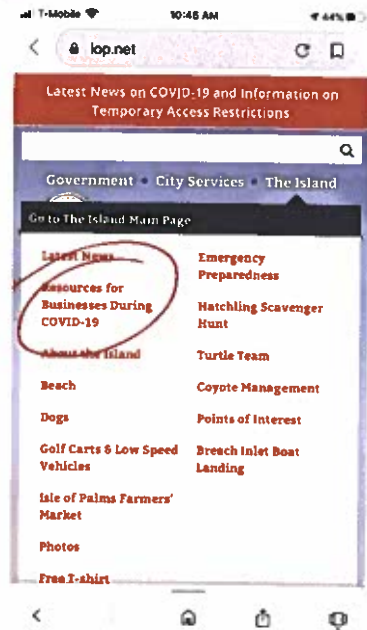 T-Mobile
10:46 AM
44%
iop.net
Latest News on COVID-19 and Information on
Temporary Access Restrictions
Government • City Services • The Island
Go to The Island Main Page
Latest News
Resources for
Businesses During
COVID-19
About the Island
Beach
Dogs
Golf Carts & Low Speed
Vehicles
Isle of Palms Farmers'
Market
Photos
Free T-shirt
Emergency
Preparedness
Hatchling Scavenger
Hunt
Turtle Team
Coyote Management
Points of Interest
Breach Inlet Boat
Landing